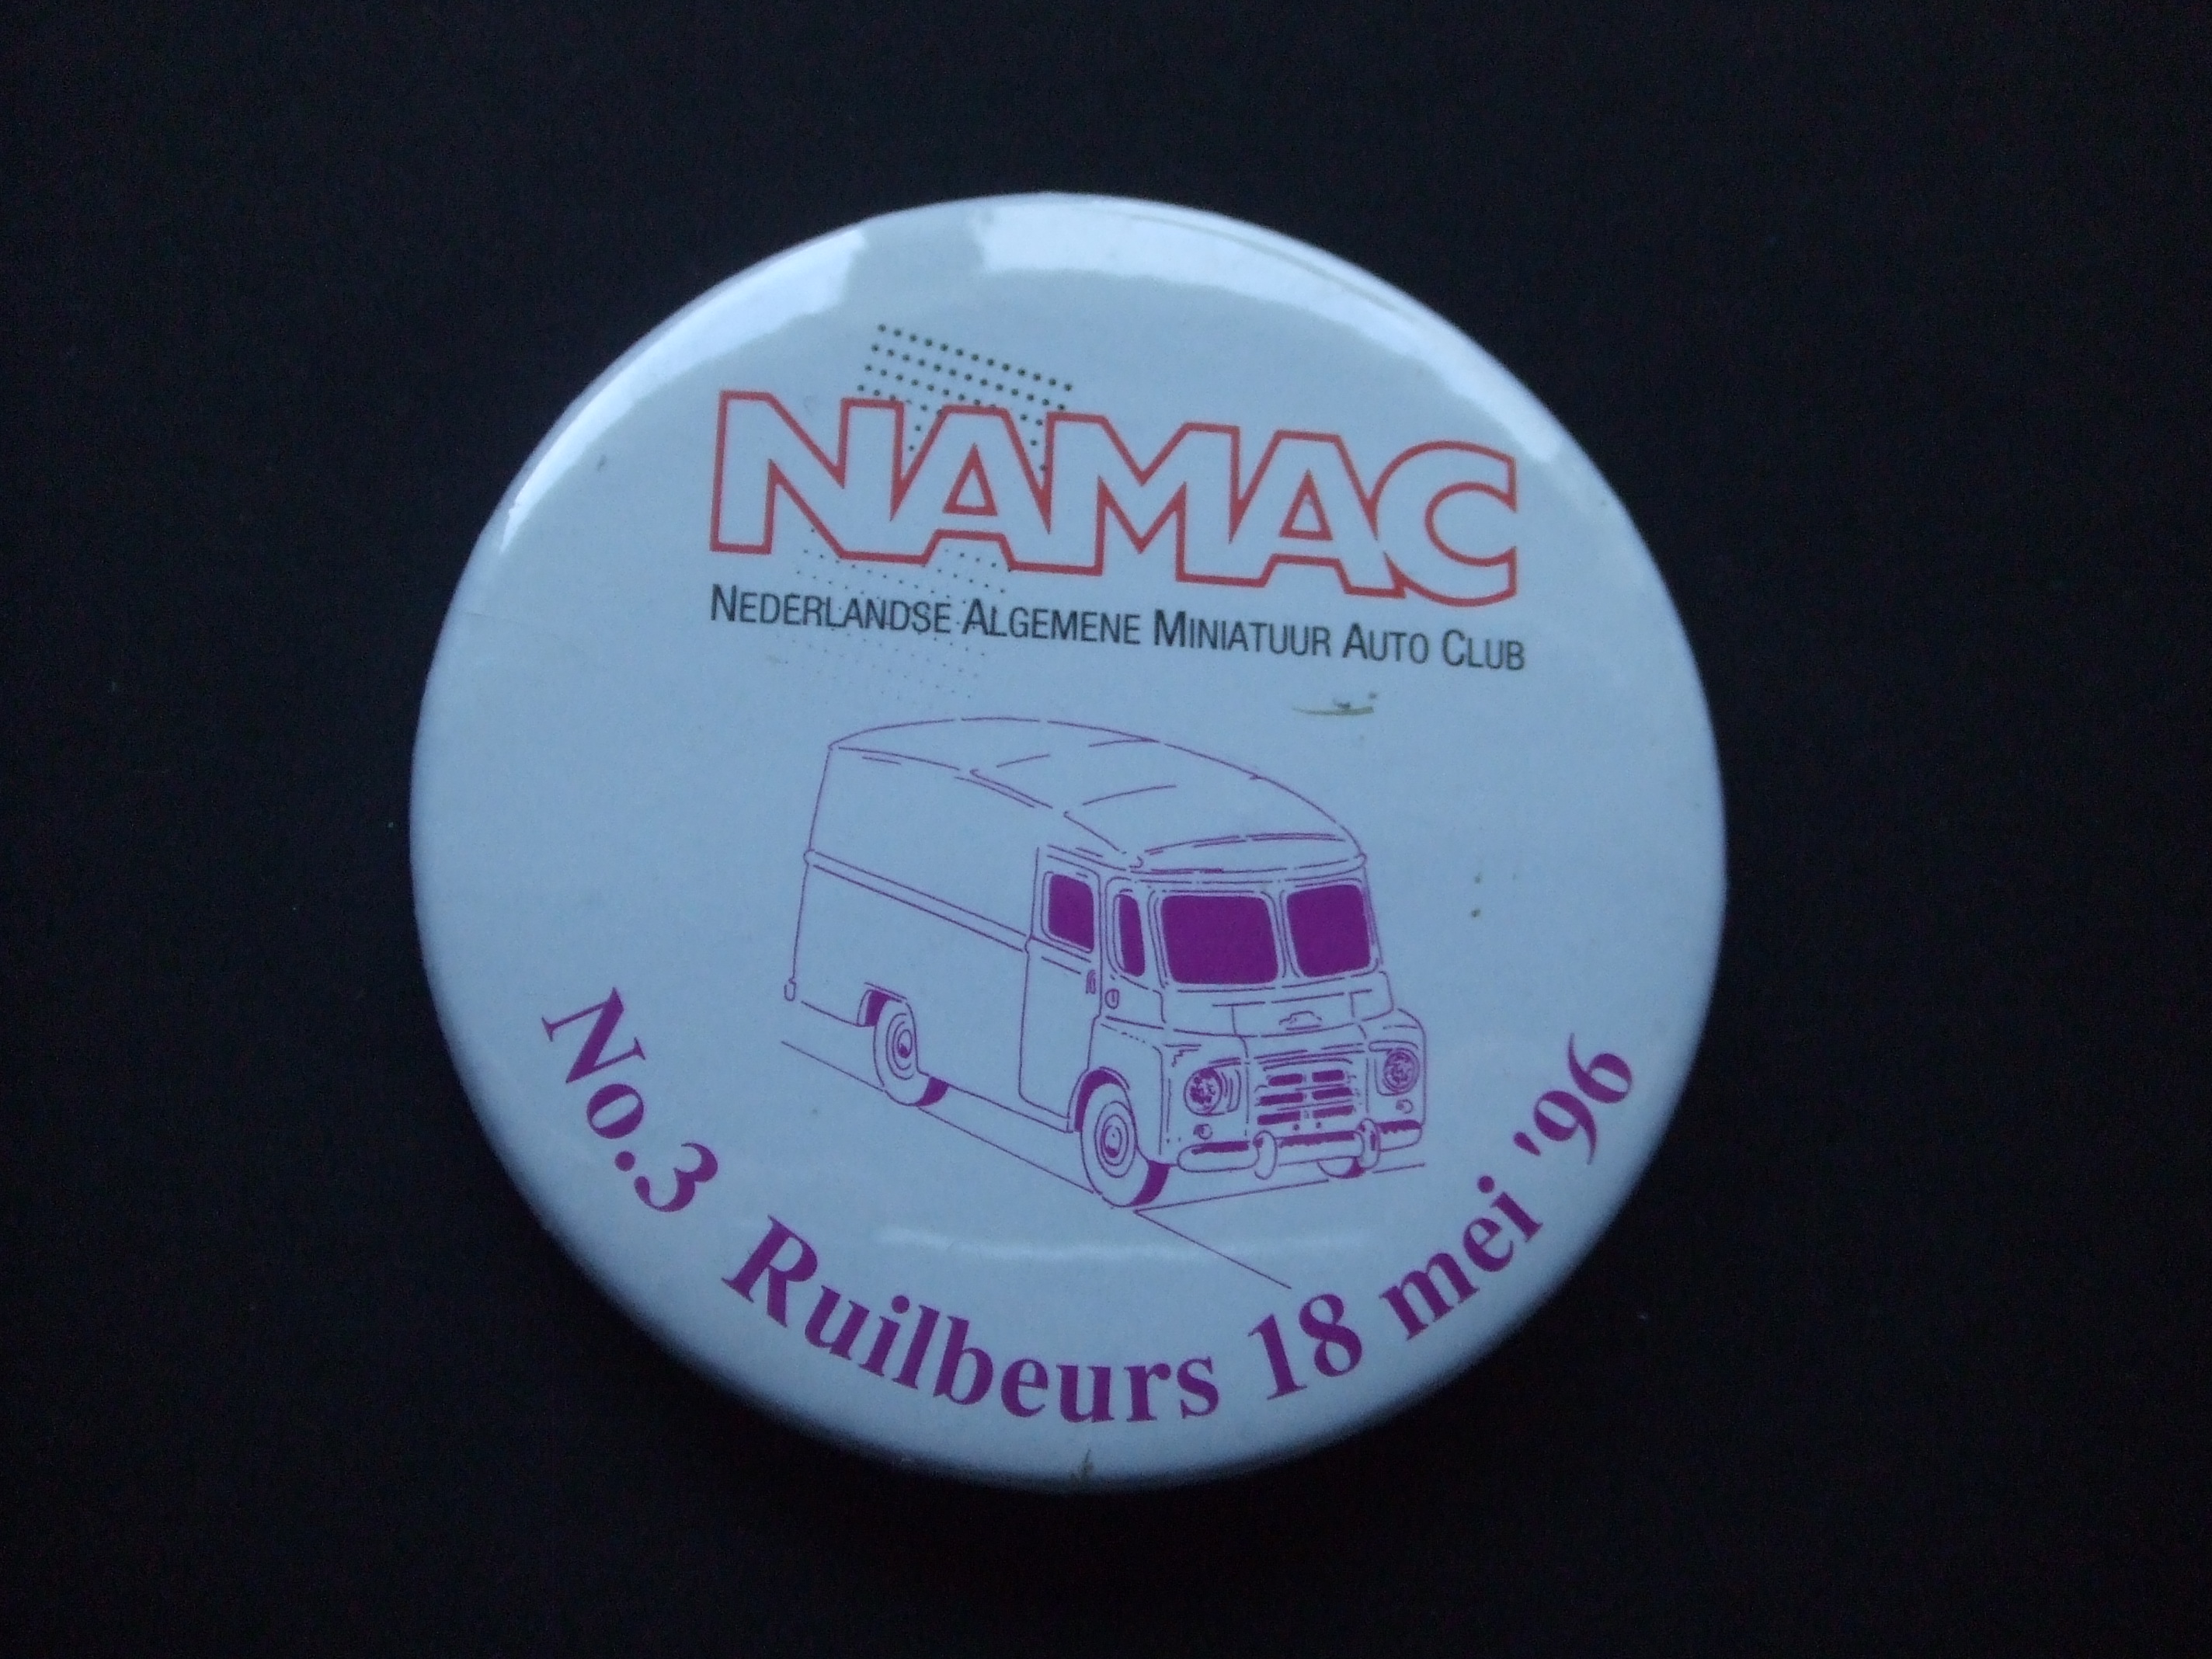 NAMAC
NEDERLANDSE ALGEMENE MINIATUUR AUTO CLUB
No.3 Ruilbeurs 18 mei '96